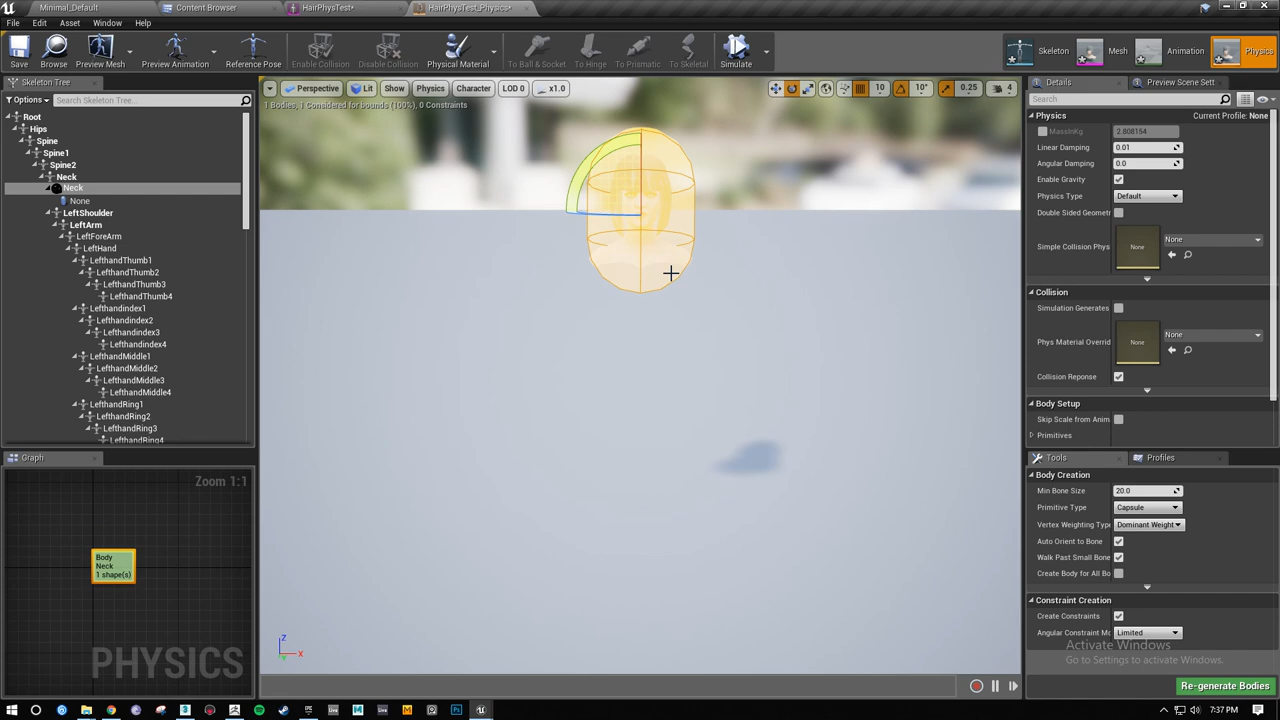 Minimal_Default
Content Browser
HairPhysTest*
HairPhysTest_Physics*
File
Edit
Asset
Window
Help
Save
Browse
Preview Mesh
Preview Animation
Reference Pose
Enable Collision
Disable Collision
Physical Material
To Ball & Socket
To Hinge
To Prismatic
To Skeletal
Simulate
Skeleton
Mesh
Animation
Physics
Skeleton Tree
Options
Search Skeleton Tree...
Root
Hips
Spine
Spine1
Spine2
Neck
Neck
None
LeftShoulder
LeftArm
LeftForeArm
LeftHand
LefthandThumb1
LefthandThumb2
LefthandThumb3
LefthandThumb4
Lefthandindex1
Lefthandindex2
Lefthandindex3
Lefthandindex4
LefthandMiddle1
LefthandMiddle2
LefthandMiddle3
LefthandMiddle4
LefthandRing1
LefthandRing2
LefthandRing3
LefthandRing4
Graph
Zoom 1:1
Body
Neck
1 shape(s)
PHYSICS
Perspective
Lit
Show
Physics
Character
LOD 0
x1.0
10
10°
0.25
4
1 Bodies, 1 Considered for bounds (100%), 0 Constraints
Z
X
Details
Preview Scene Sett
Search
Physics
Current Profile: None
MassInKg
2.808154
Linear Damping
0.01
Angular Damping
0.0
Enable Gravity
Physics Type
Default
Double Sided Geometr
Simple Collision Phys
None
None
Collision
Simulation Generates
Phys Material Overrid
None
None
Collision Reponse
Body Setup
Skip Scale from Anim
Primitives
Tools
Profiles
Body Creation
Min Bone Size
20.0
Primitive Type
Capsule
Vertex Weighting Type
Dominant Weight
Auto Orient to Bone
Walk Past Small Bone
Create Body for All Bo
Constraint Creation
Create Constraints
Angular Constraint Mo
Limited
Activate Windows
Go to Settings to activate Windows.
Re-generate Bodies
7:37 PM